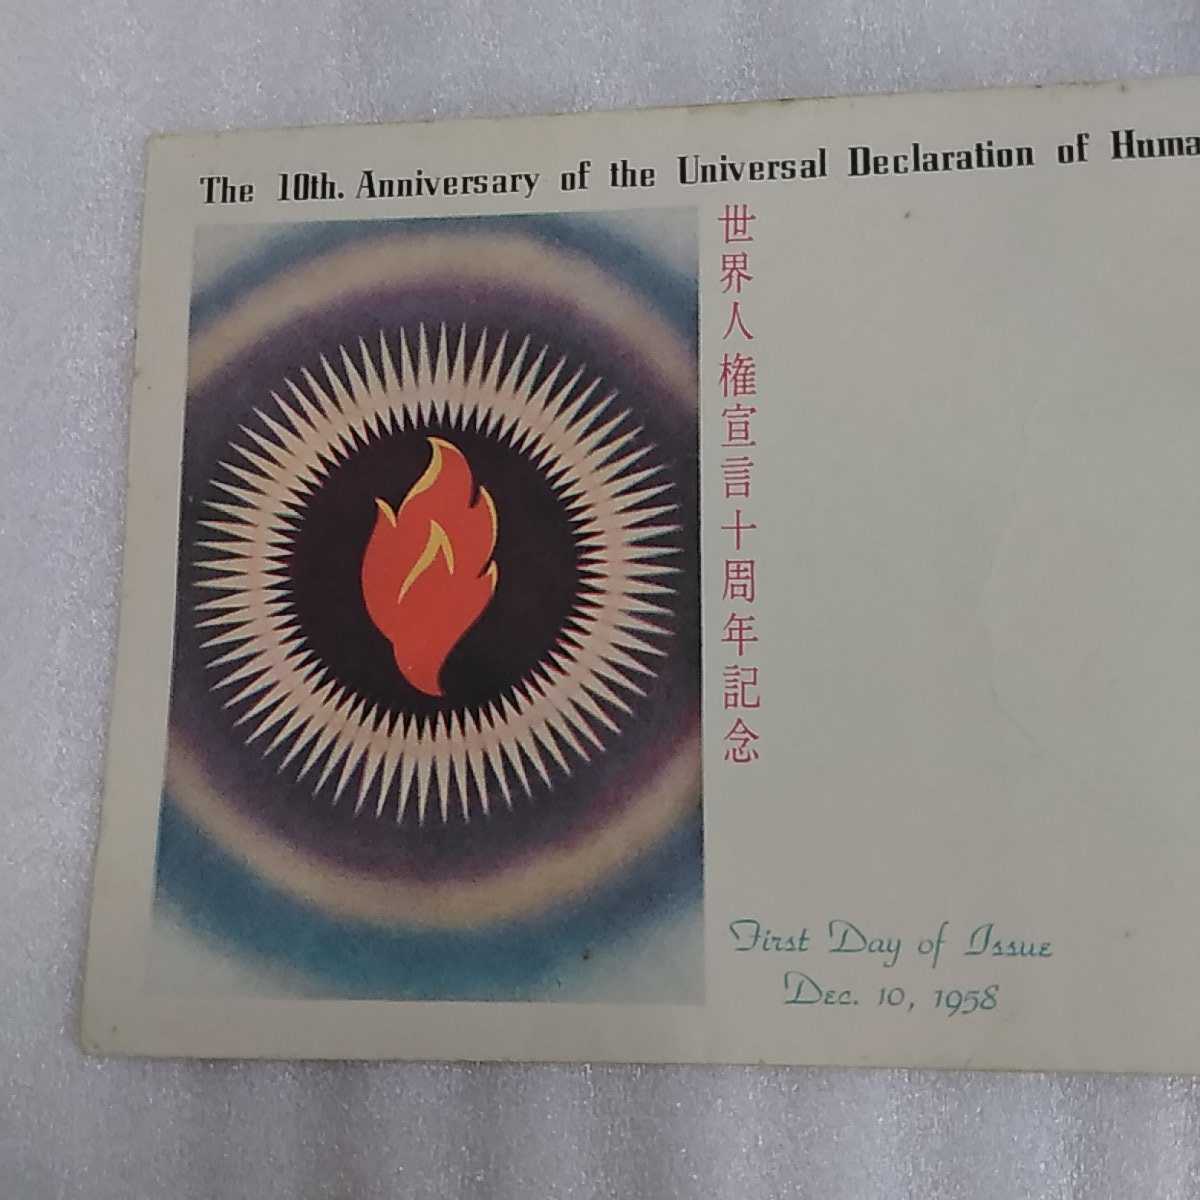 The 10th. Anniversary of the Universal Declaration of Huma
世界人権宣言十周年記念
First Day of Issue
Dec. 10, 1958